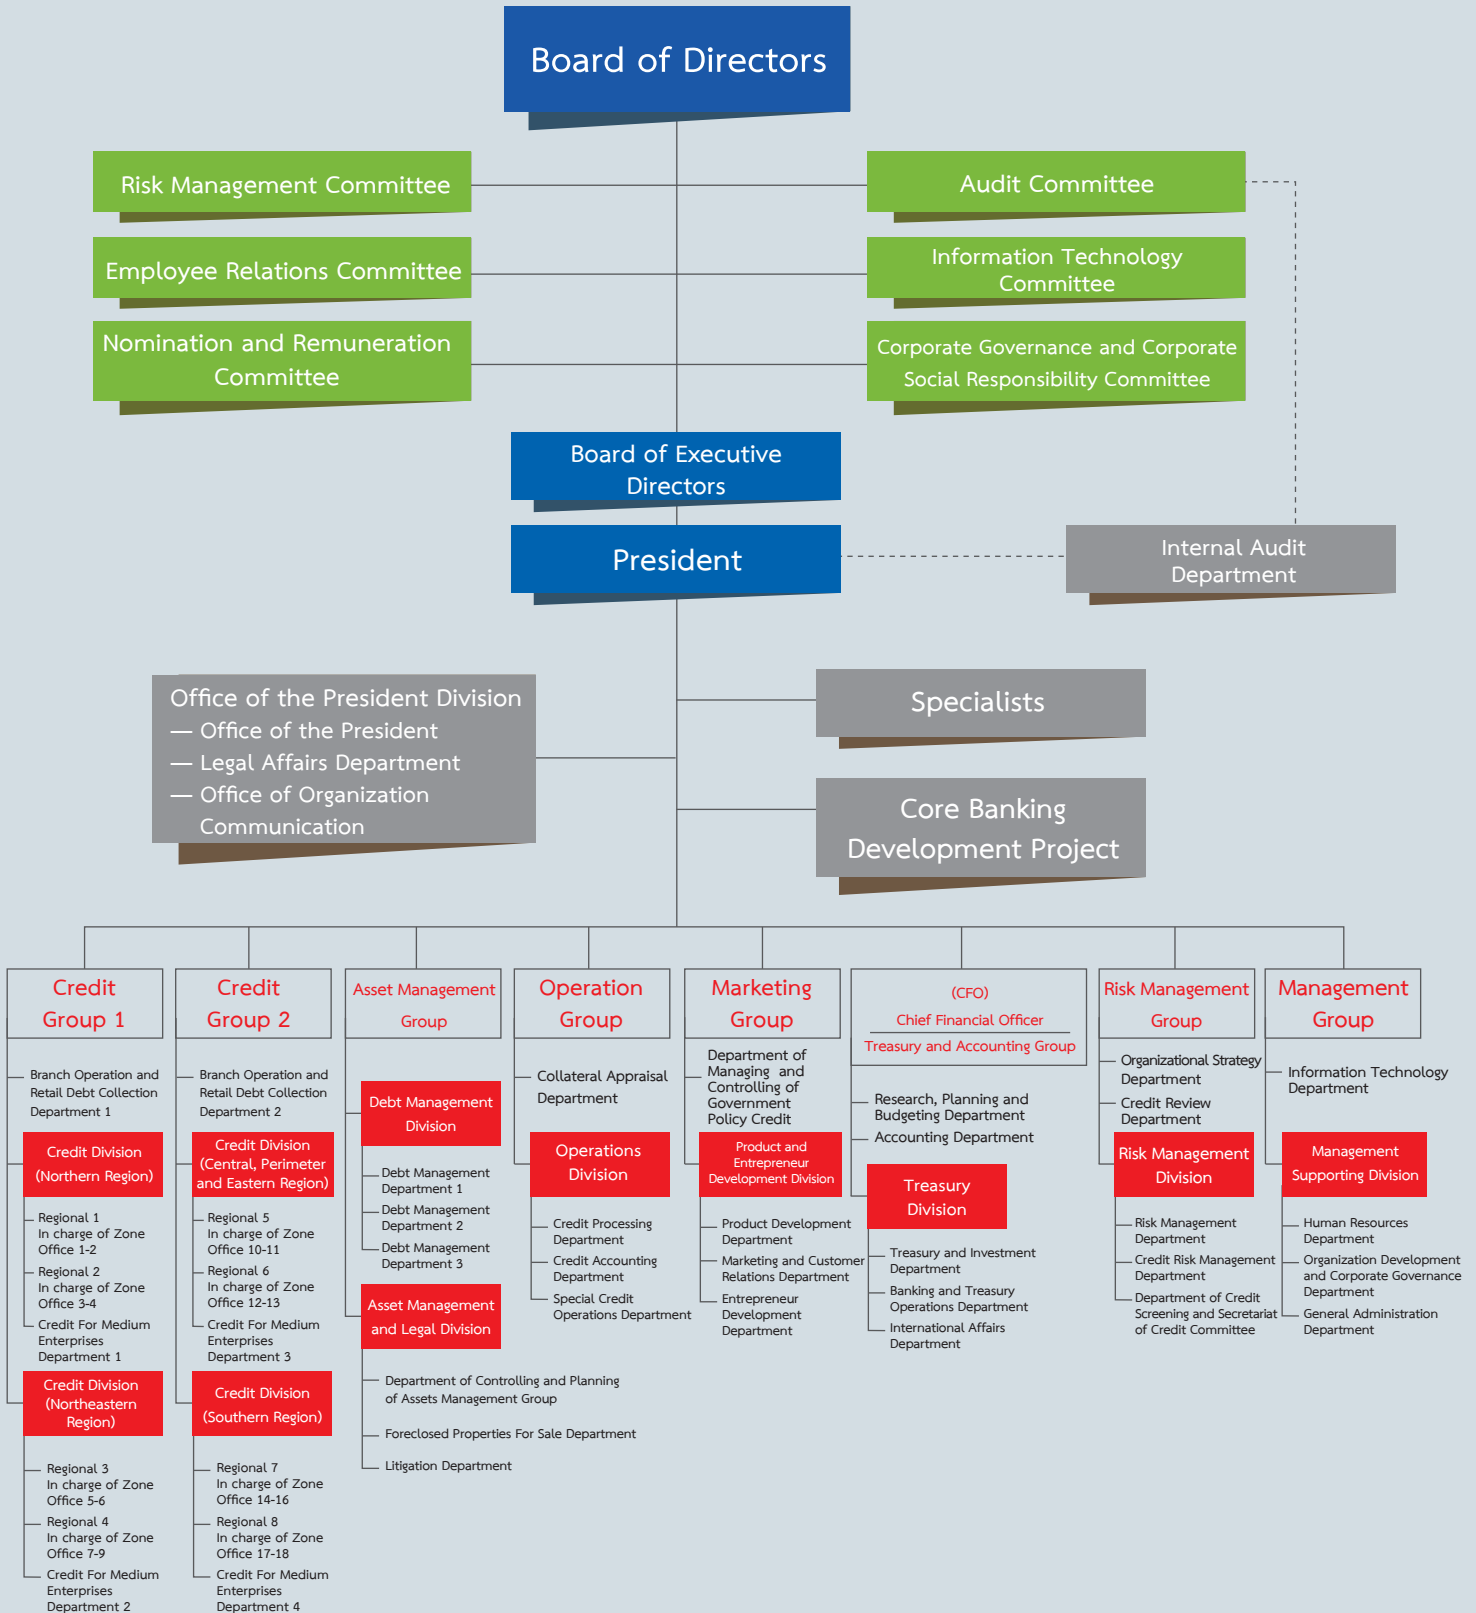 Board of Directors
Risk Management Committee
Audit Committee
Employee Relations Committee
Information Technology
Committee
Nomination and Remuneration
Committee
Corporate Governance and Corporate
Social Responsibility Committee
Board of Executive
Directors
President
Internal Audit
Department
Office of the President Division
— Office of the President
— Legal Affairs Department
— Office of Organization
Communication
Specialists
Core Banking
Development Project
Credit
Group 1
Branch Operation and
Retail Debt Collection
Department 1
Credit Division
(Northern Region)
Regional 1
In charge of Zone
Office 1-2
Regional 2
In charge of Zone
Office 3-4
Credit For Medium
Enterprises
Department 1
Credit Division
(Northeastern
Region)
Regional 3
In charge of Zone
Office 5-6
Regional 4
In charge of Zone
Office 7-9
Credit For Medium
Enterprises
Department 2
Credit
Group 2
Branch Operation and
Retail Debt Collection
Department 2
Credit Division
(Central, Perimeter
and Eastern Region)
Regional 5
In charge of Zone
Office 10-11
Regional 6
In charge of Zone
Office 12-13
Credit For Medium
Enterprises
Department 3
Credit Division
(Southern Region)
Regional 7
In charge of Zone
Office 14-16
Regional 8
In charge of Zone
Office 17-18
Credit For Medium
Enterprises
Department 4
Asset Management
Group
Debt Management
Division
Debt Management
Department 1
Debt Management
Department 2
Debt Management
Department 3
Asset Management
and Legal Division
Department of Controlling and Planning
of Assets Management Group
Foreclosed Properties For Sale Department
Litigation Department
Operation
Group
Collateral Appraisal
Department
Operations
Division
Credit Processing
Department
Credit Accounting
Department
Special Credit
Operations Department
Marketing
Group
Department of
Managing and
Controlling of
Government
Policy Credit
Product and
Entrepreneur
Development Division
Product Development
Department
Marketing and Customer
Relations Department
Entrepreneur
Development
Department
(CFO)
Chief Financial Officer
Treasury and Accounting Group
Research, Planning and
Budgeting Department
Accounting Department
Treasury
Division
Treasury and Investment
Department
Banking and Treasury
Operations Department
International Affairs
Department
Risk Management
Group
Organizational Strategy
Department
Credit Review
Department
Risk Management
Division
Risk Management
Department
Credit Risk Management
Department
Department of Credit
Screening and Secretariat
of Credit Committee
Management
Group
Information Technology
Department
Management
Supporting Division
Human Resources
Department
Organization Development
and Corporate Governance
Department
General Administration
Department